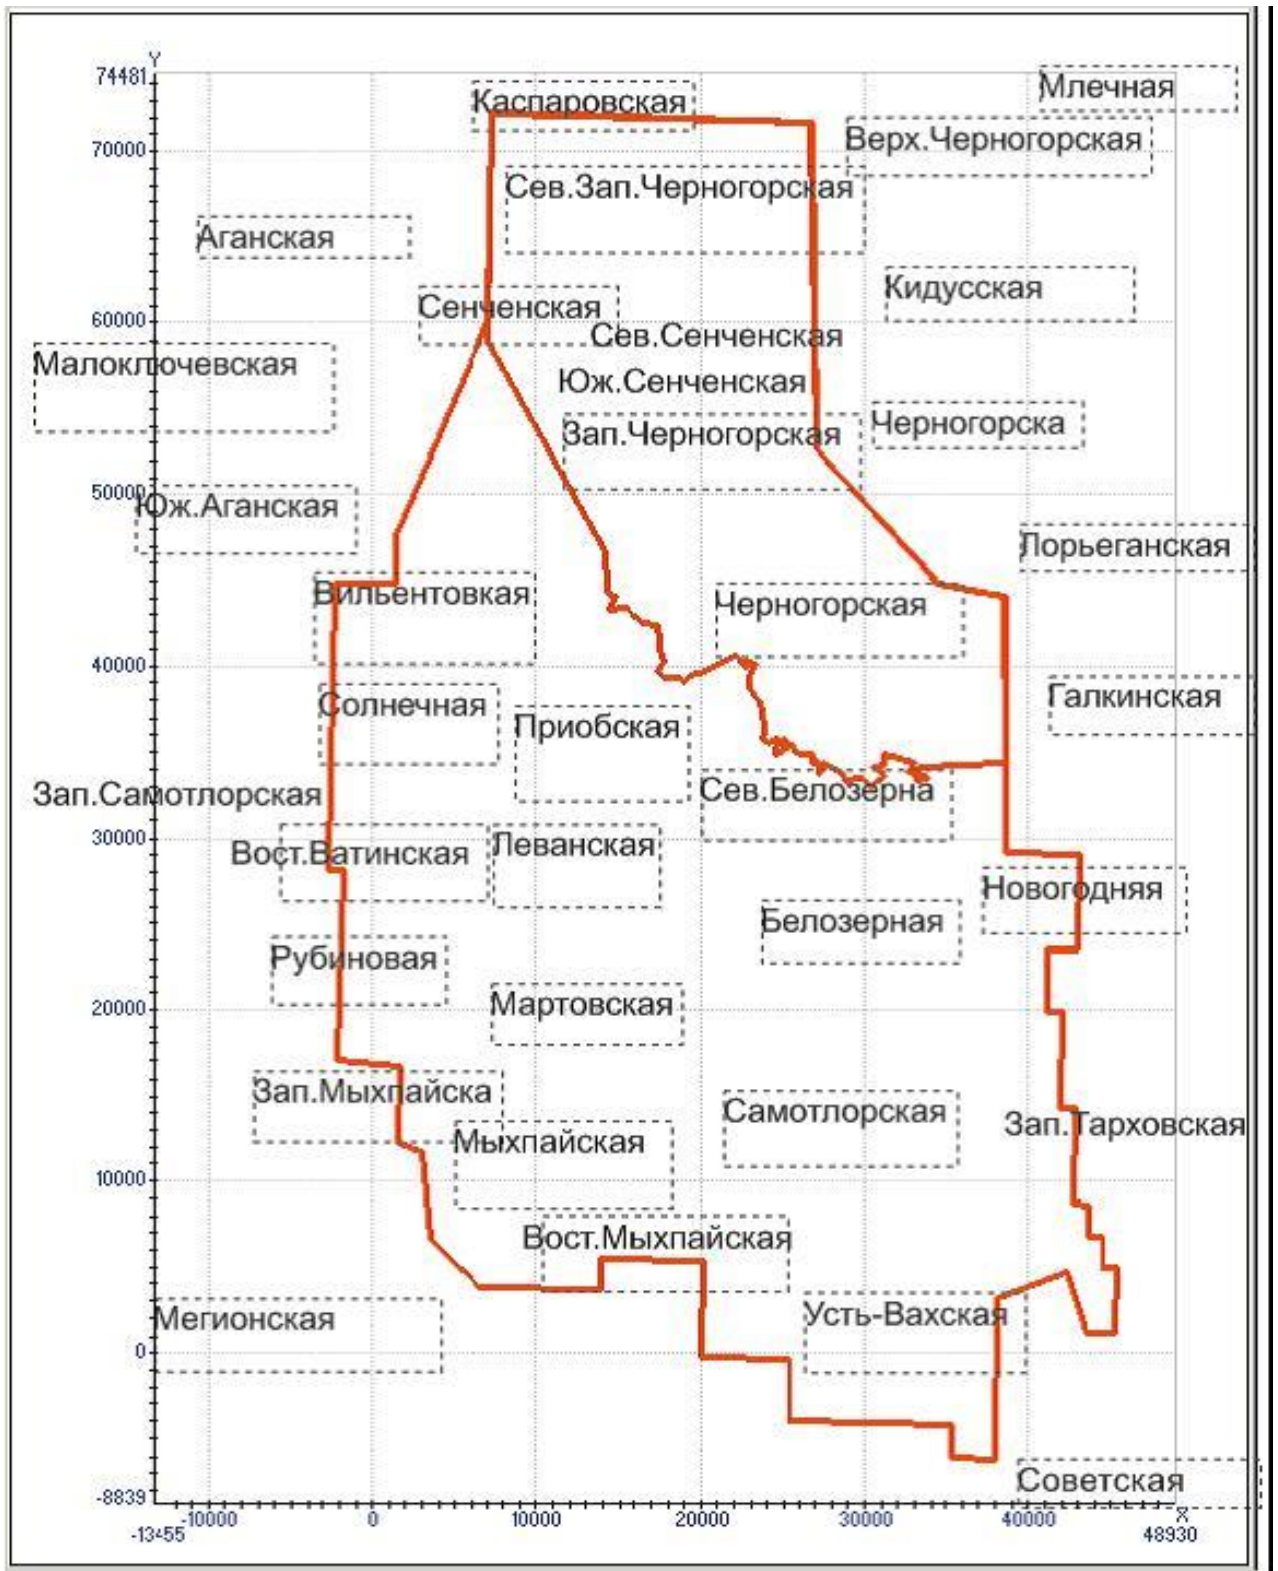 Y
74481
Млечная
Каспаровская
Верх.Черногорская
70000
Сев.Зап.Черногорская
Аганская
Кидусская
Сенченская
60000
Сев.Сенченская
Малоключевская
Юж.Сенченская
Черногорска
Зап.Черногорская
50000
Юж.Аганская
Лорьеганская
Вильентовкая
Черногорская
40000
Галкинская
Солнечная
Приобская
Зап.Самотлорская
Сев.Белозерна
30000
Вост.Ватинская
Леванская
Новогодняя
Белозерная
Рубиновая
20000
Мартовская
Зап.Мыхпайска
Самотлорская
Зап.Тарховская
Мыхпайская
10000
Вост.Мыхпайская
Мегионская
Усть-Вахская
0
Советская
-8839
-10000 0 10000 20000 30000 40000 X
-13455 48930